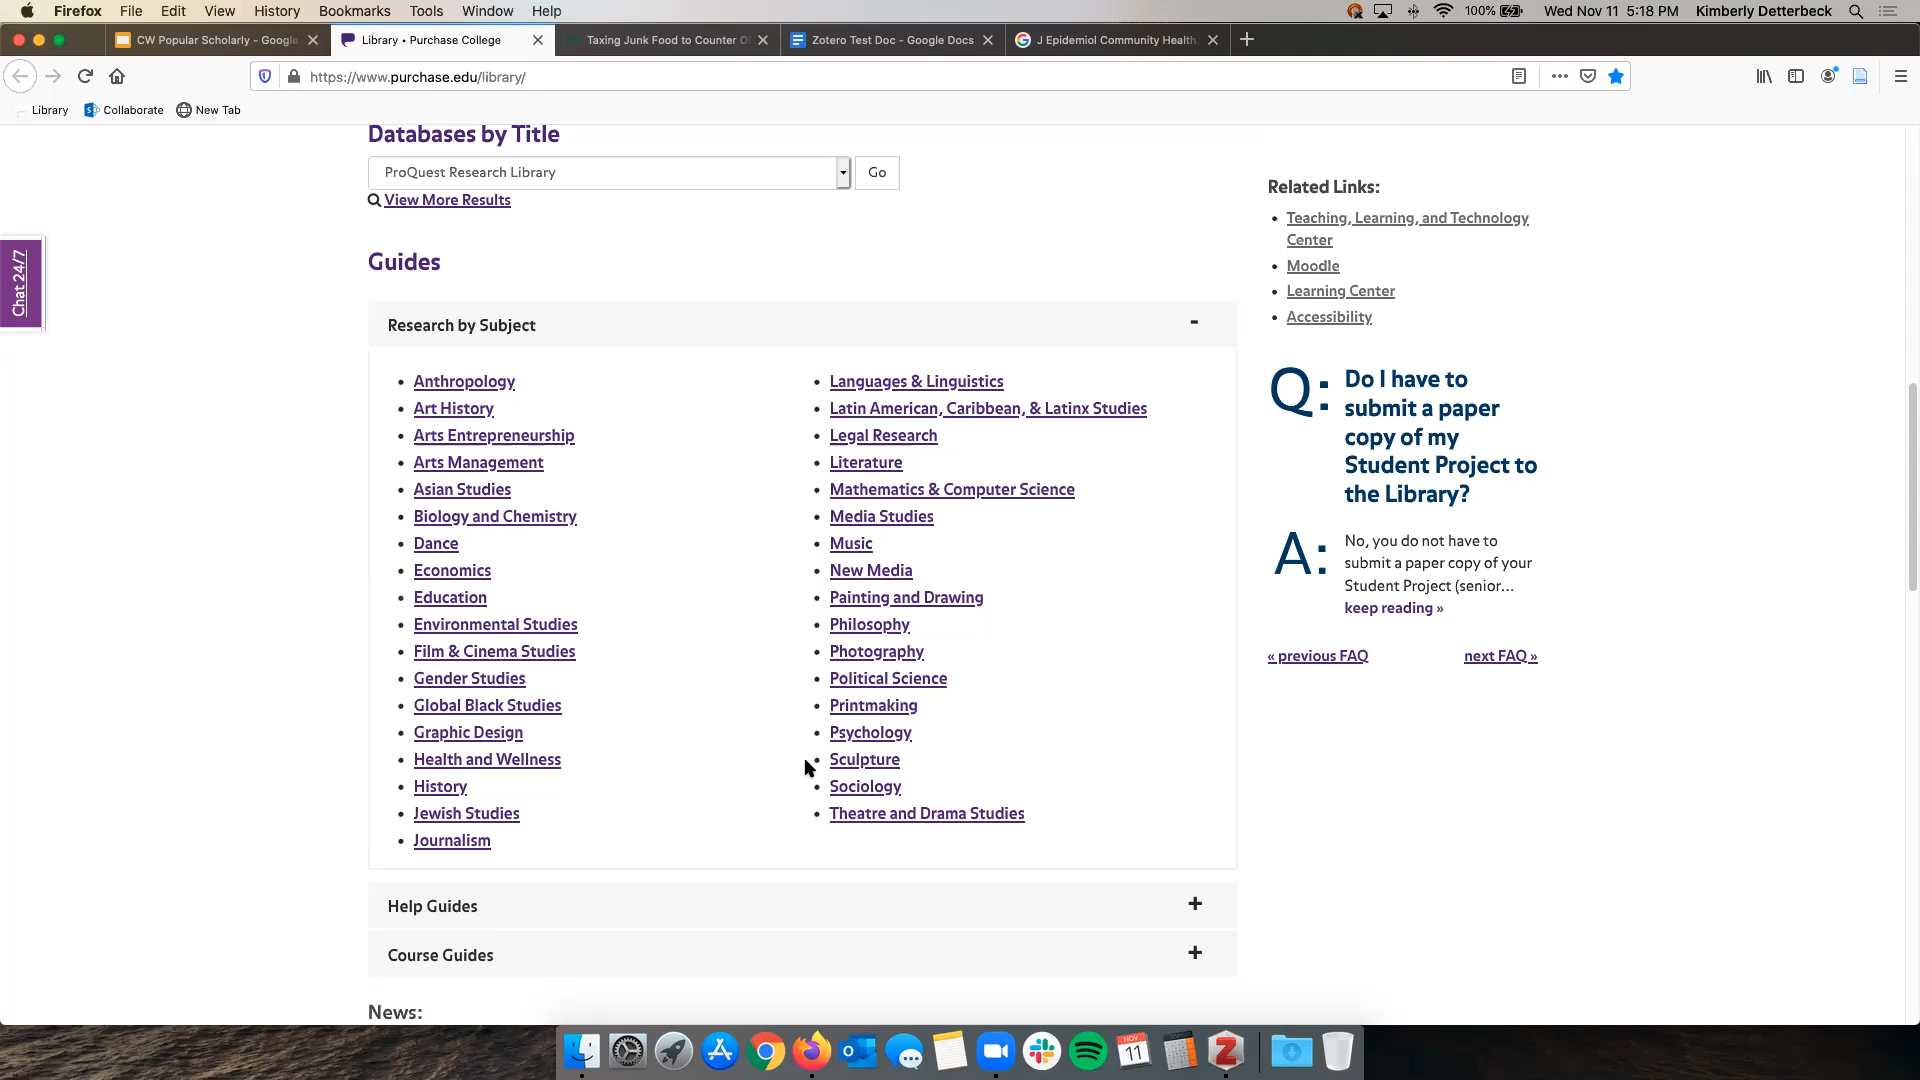 Firefox File Edit View History Bookmarks Tools Window Help
100% Wed Nov 11 5:18 PM Kimberly Detterbeck
CW Popular Scholarly - Google
Library • Purchase College
Taxing Junk Food to Counter O
Zotero Test Doc - Google Docs
J Epidemiol Community Health
https://www.purchase.edu/library/
Library Collaborate New Tab
Chat 24/7
Databases by Title
ProQuest Research Library
Go
View More Results
Guides
Research by Subject
Anthropology
Art History
Arts Entrepreneurship
Arts Management
Asian Studies
Biology and Chemistry
Dance
Economics
Education
Environmental Studies
Film & Cinema Studies
Gender Studies
Global Black Studies
Graphic Design
Health and Wellness
History
Jewish Studies
Journalism
Languages & Linguistics
Latin American, Caribbean, & Latinx Studies
Legal Research
Literature
Mathematics & Computer Science
Media Studies
Music
New Media
Painting and Drawing
Philosophy
Photography
Political Science
Printmaking
Psychology
Sculpture
Sociology
Theatre and Drama Studies
Help Guides
Course Guides
News:
Related Links:
Teaching, Learning, and Technology
Center
Moodle
Learning Center
Accessibility
Q: Do I have to
submit a paper
copy of my
Student Project to
the Library?
A: No, you do not have to
submit a paper copy of your
Student Project (senior...
keep reading »
« previous FAQ next FAQ »
NOV
11